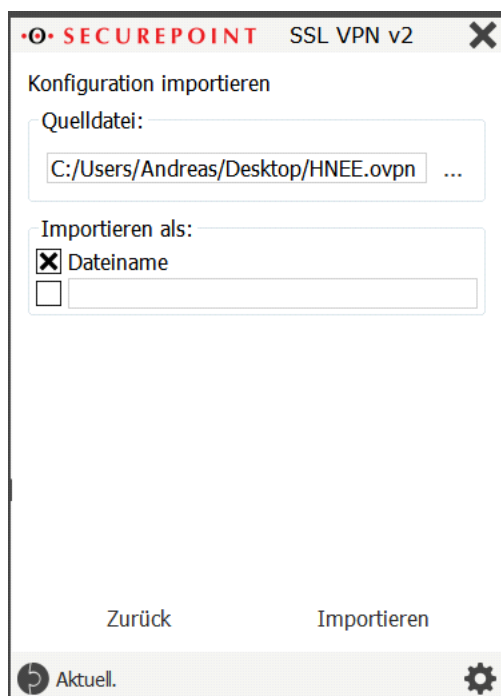 SECUREPOINT SSL VPN v2
Konfiguration importieren
Quelldatei:
C:/Users/Andreas/Desktop/HNEE.ovpn ...
Importieren als:
Dateiname
Zurück Importieren
Aktuell.